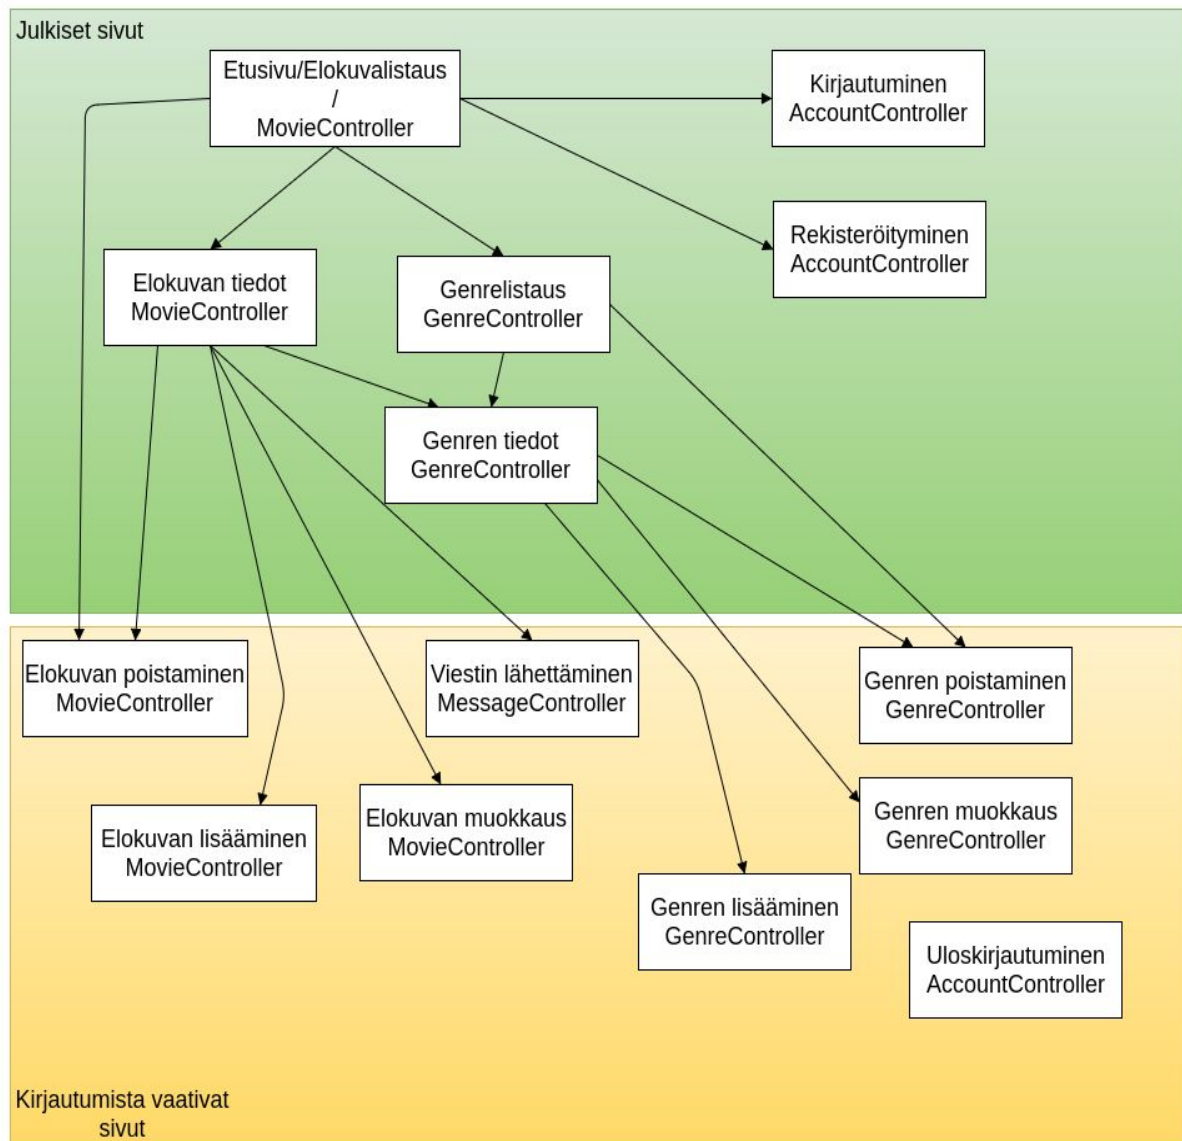 Julkiset sivut
Etusivu/Elokuvalistaus
/
MovieController
Kirjautuminen
AccountController
Rekisteröityminen
AccountController
Elokuvan tiedot
MovieController
Genrelistaus
GenreController
Genren tiedot
GenreController
Elokuvan poistaminen
MovieController
Viestin lähettäminen
MessageController
Genren poistaminen
GenreController
Elokuvan lisääminen
MovieController
Elokuvan muokkaus
MovieController
Genren muokkaus
GenreController
Genren lisääminen
GenreController
Uloskirjautuminen
AccountController
Kirjautumista vaativat
sivut